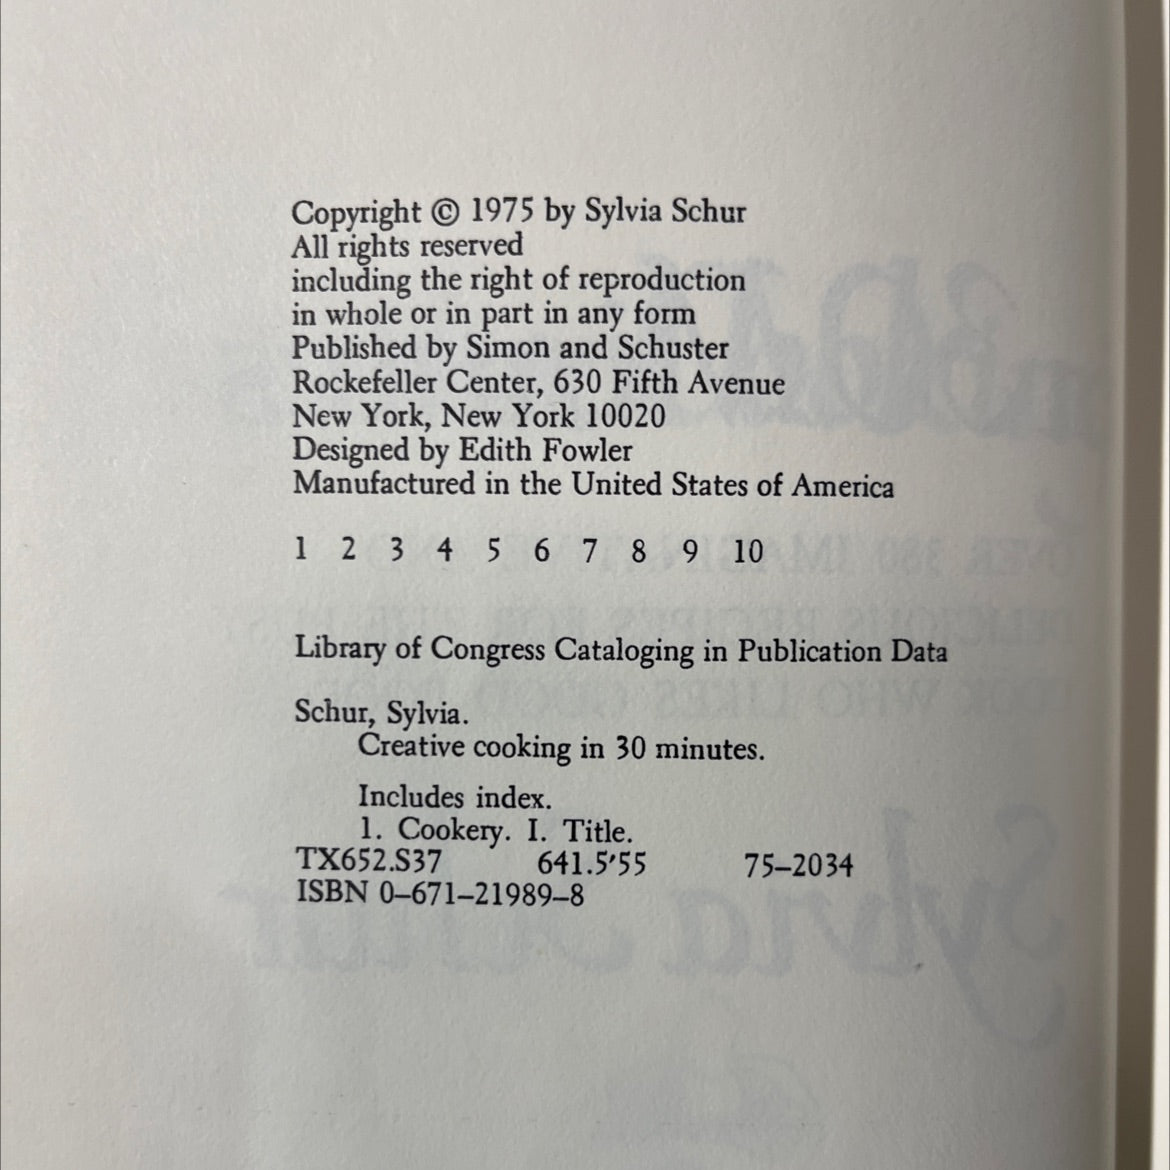 Copyright © 1975 by Sylvia Schur
All rights reserved
including the right of reproduction
in whole or in part in any form
Published by Simon and Schuster
Rockefeller Center, 630 Fifth Avenue
New York, New York 10020
Designed by Edith Fowler
Manufactured in the United States of America
1 2 3 4 5 6 7 8 9 10
Library of Congress Cataloging in Publication Data
Schur, Sylvia.
Creative cooking in 30 minutes.
Includes index.
1. Cookery. I. Title.
TX652.S37 641.5′55 75–2034
ISBN 0–671–21989–8